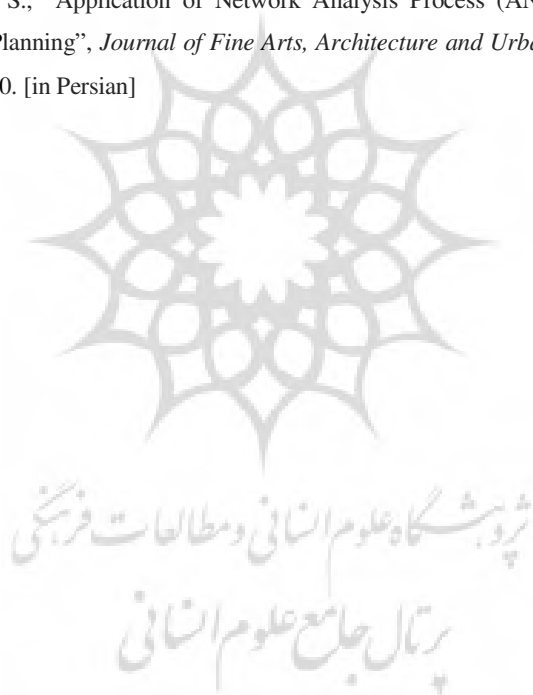 S., “Application of Network Analysis Process (AN
Planning”, Journal of Fine Arts, Architecture and Urb
0. [in Persian]
پژوهشگاه علوم انسانی و مطالعات فرهنگی
پرتال جامع علوم انسانی